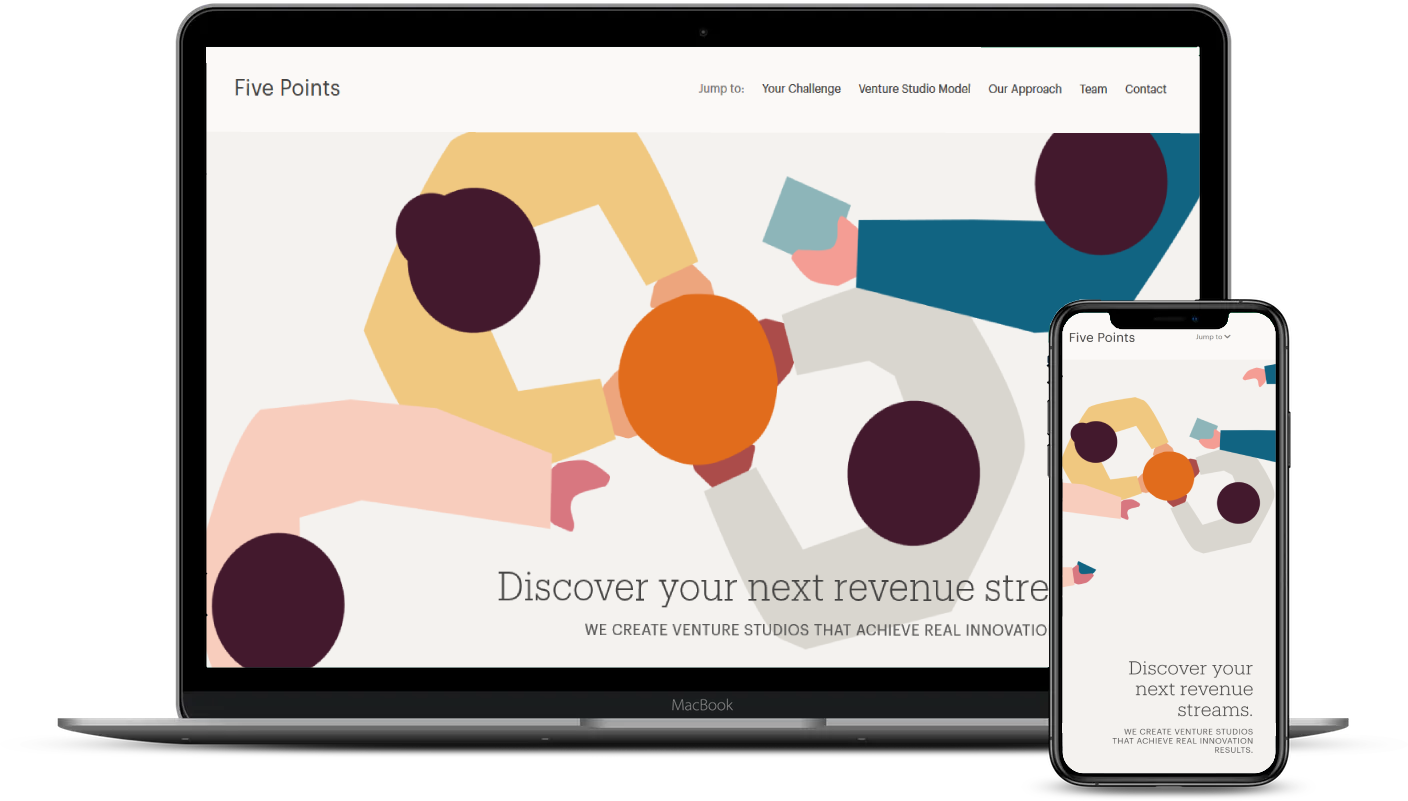 Five Points
Jump to: Your Challenge Venture Studio Model Our Approach Team Contact
Discover your next revenue stre
WE CREATE VENTURE STUDIOS THAT ACHIEVE REAL INNOVATIO
MacBook
Five Points
Jump to
Discover your
next revenue
streams.
WE CREATE VENTURE STUDIOS
THAT ACHIEVE REAL INNOVATION
RESULTS.